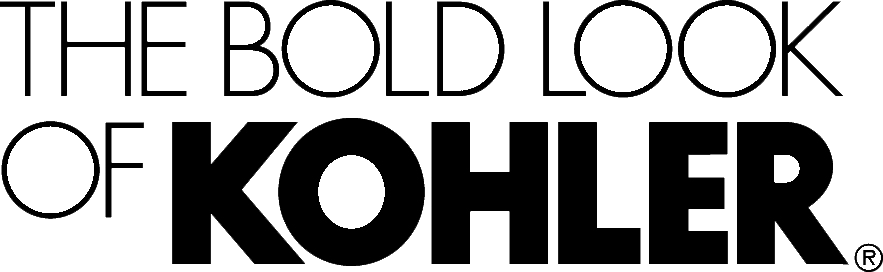 THE BOLD LOOK
OF KOHLER®